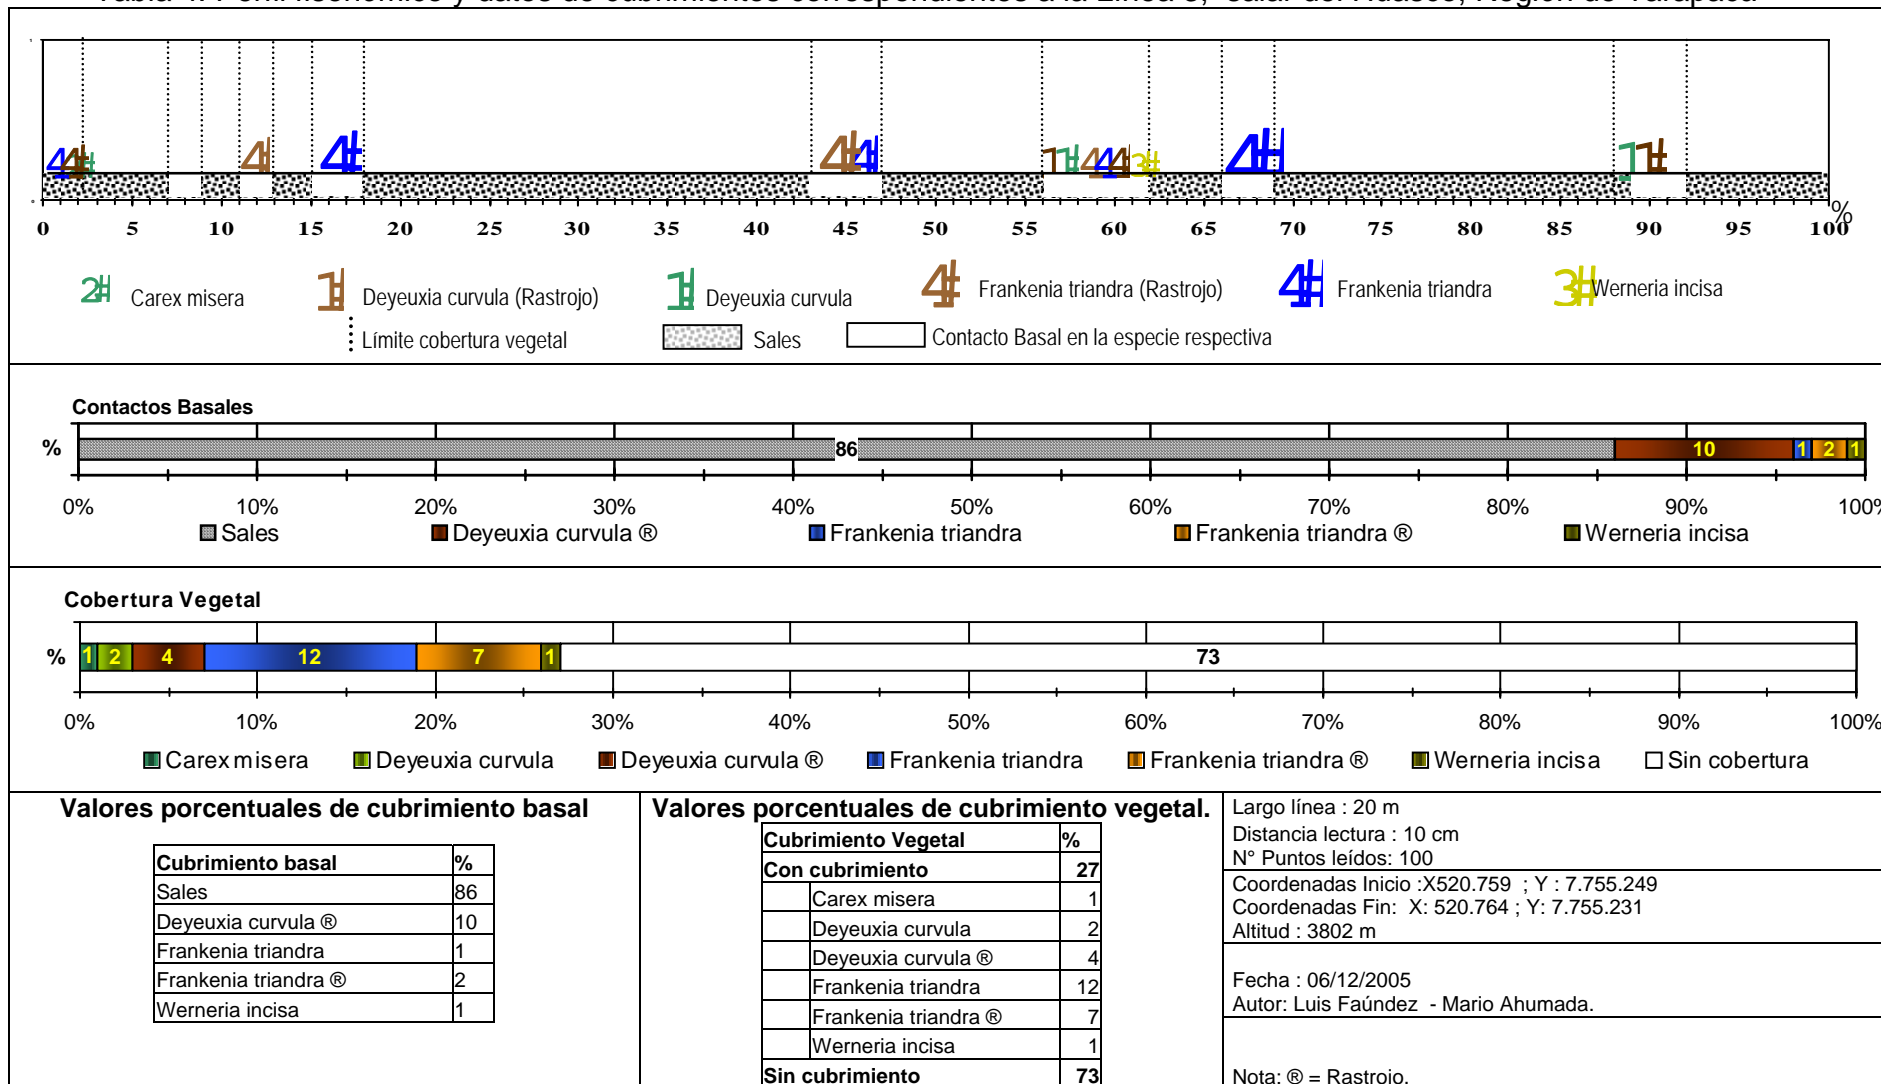 %
0 5 10 15 20 25 30 35 40 45 50 55 60 65 70 75 80 85 90 95 100
Carex misera
Deyeuxia curvula (Rastrojo)
Deyeuxia curvula
Frankenia triandra (Rastrojo)
Frankenia triandra
Werneria incisa
Límite cobertura vegetal
Sales
Contacto Basal en la especie respectiva
Contactos Basales
%
86 10 1 2 1
0% 10% 20% 30% 40% 50% 60% 70% 80% 90% 100%
Sales Deyeuxia curvula ® Frankenia triandra Frankenia triandra ® Werneria incisa
Cobertura Vegetal
%
1 2 4 12 7 1 73
0% 10% 20% 30% 40% 50% 60% 70% 80% 90% 100%
Carex misera Deyeuxia curvula Deyeuxia curvula ® Frankenia triandra Frankenia triandra ® Werneria incisa Sin cobertura
Valores porcentuales de cubrimiento basal
Cubrimiento basal %
Sales 86
Deyeuxia curvula ® 10
Frankenia triandra 1
Frankenia triandra ® 2
Werneria incisa 1
Valores porcentuales de cubrimiento vegetal.
Cubrimiento Vegetal %
Con cubrimiento 27
Carex misera 1
Deyeuxia curvula 2
Deyeuxia curvula ® 4
Frankenia triandra 12
Frankenia triandra ® 7
Werneria incisa 1
Sin cubrimiento 73
Largo línea : 20 m
Distancia lectura : 10 cm
N° Puntos leídos: 100
Coordenadas Inicio :X520.759 ; Y : 7.755.249
Coordenadas Fin: X: 520.764 ; Y: 7.755.231
Altitud : 3802 m
Fecha : 06/12/2005
Autor: Luis Faúndez - Mario Ahumada.
Nota: ® = Rastrojo.